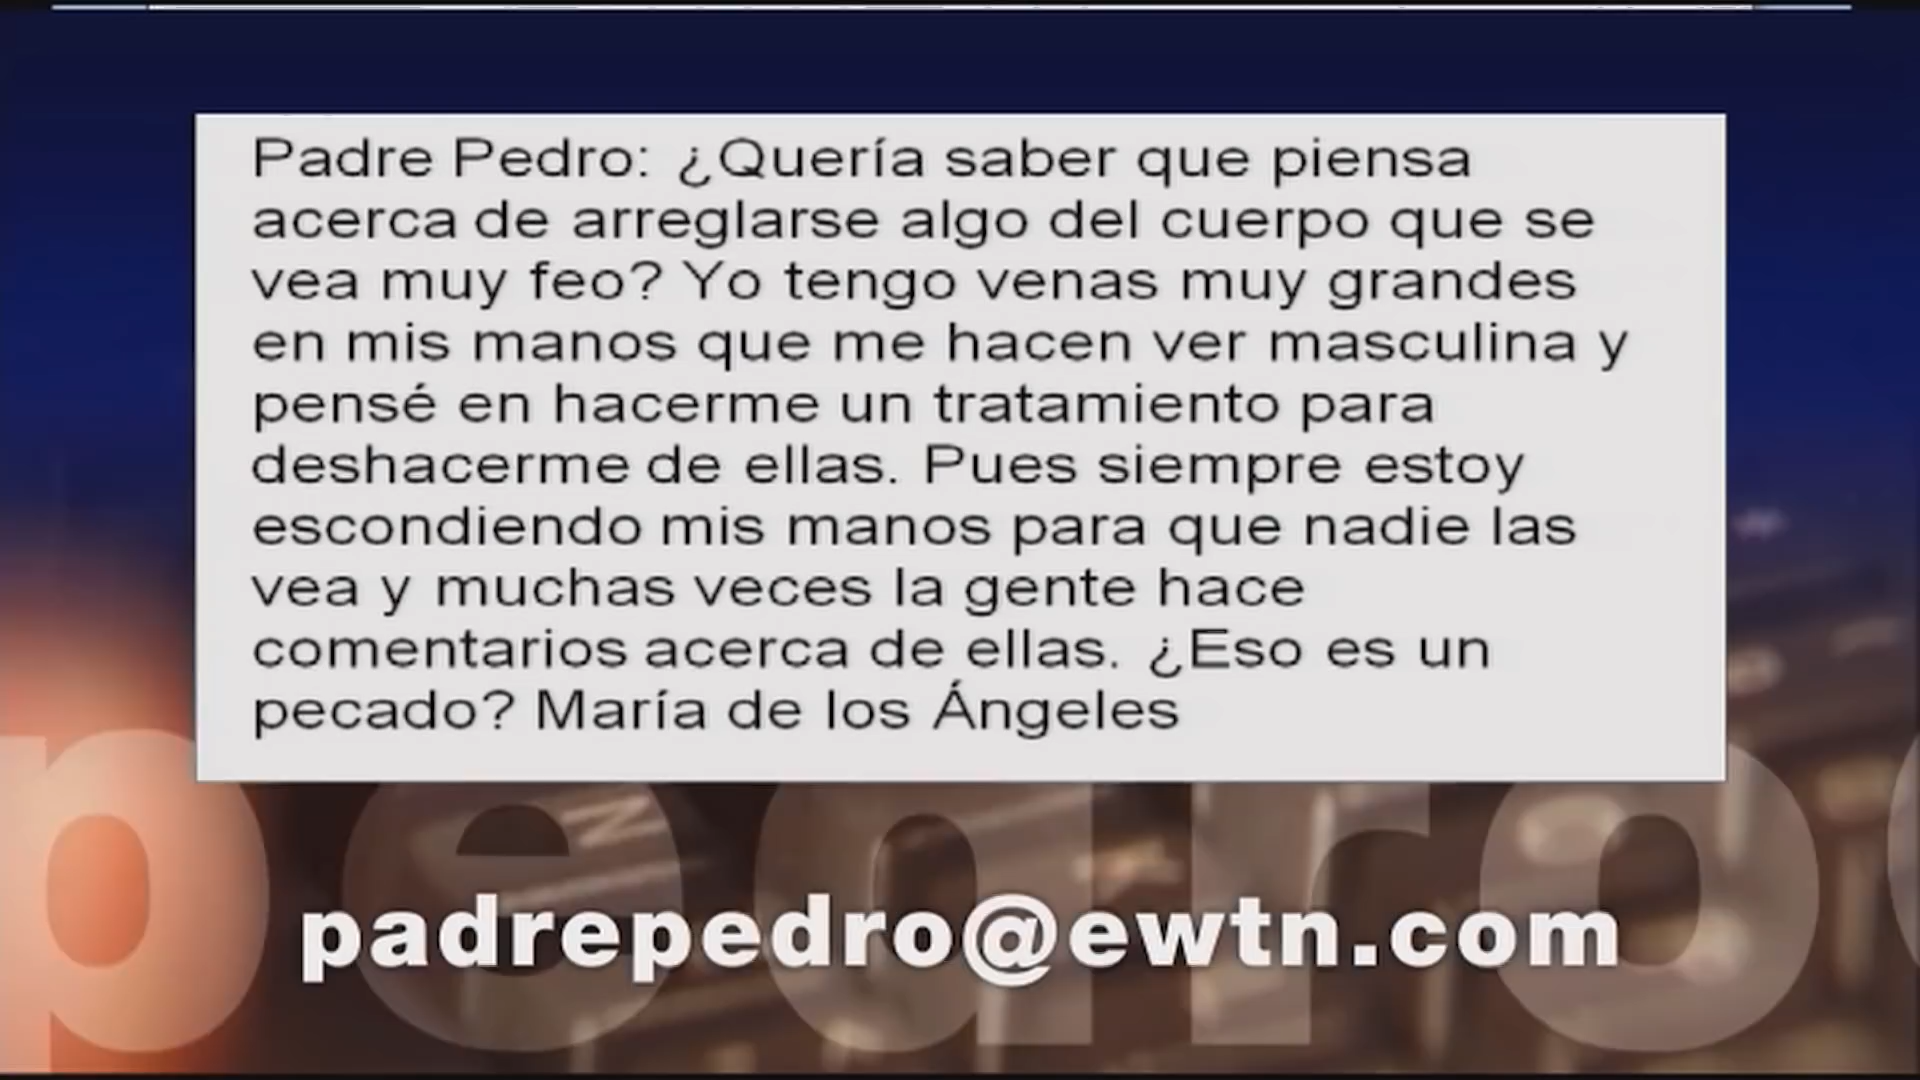 Padre Pedro: ¿Quería saber que piensa
acerca de arreglarse algo del cuerpo que se
vea muy feo? Yo tengo venas muy grandes
en mis manos que me hacen ver masculina y
pensé en hacerme un tratamiento para
deshacerme de ellas. Pues siempre estoy
escondiendo mis manos para que nadie las
vea y muchas veces la gente hace
comentarios acerca de ellas. ¿Eso es un
pecado? María de los Ángeles
pedro
padrepedro@ewtn.com